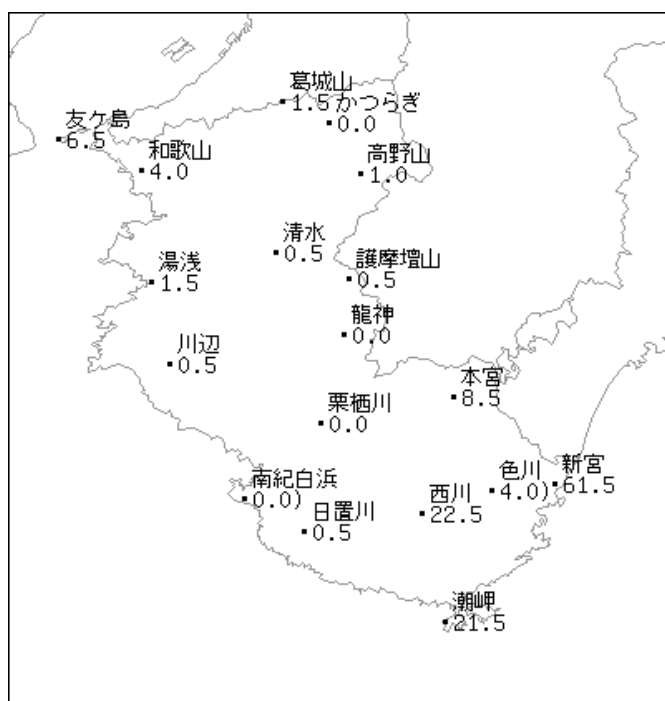 葛城山
1.5
かつらぎ
0.0
友ケ島
6.5
和歌山
4.0
高野山
1.0
清水
0.5
護摩壇山
0.5
湯浅
1.5
龍神
0.0
川辺
0.5
本宮
8.5
栗栖川
0.0
新宮
61.5
色川
4.0)
南紀白浜
0.0)
西川
22.5
日置川
0.5
潮岬
21.5